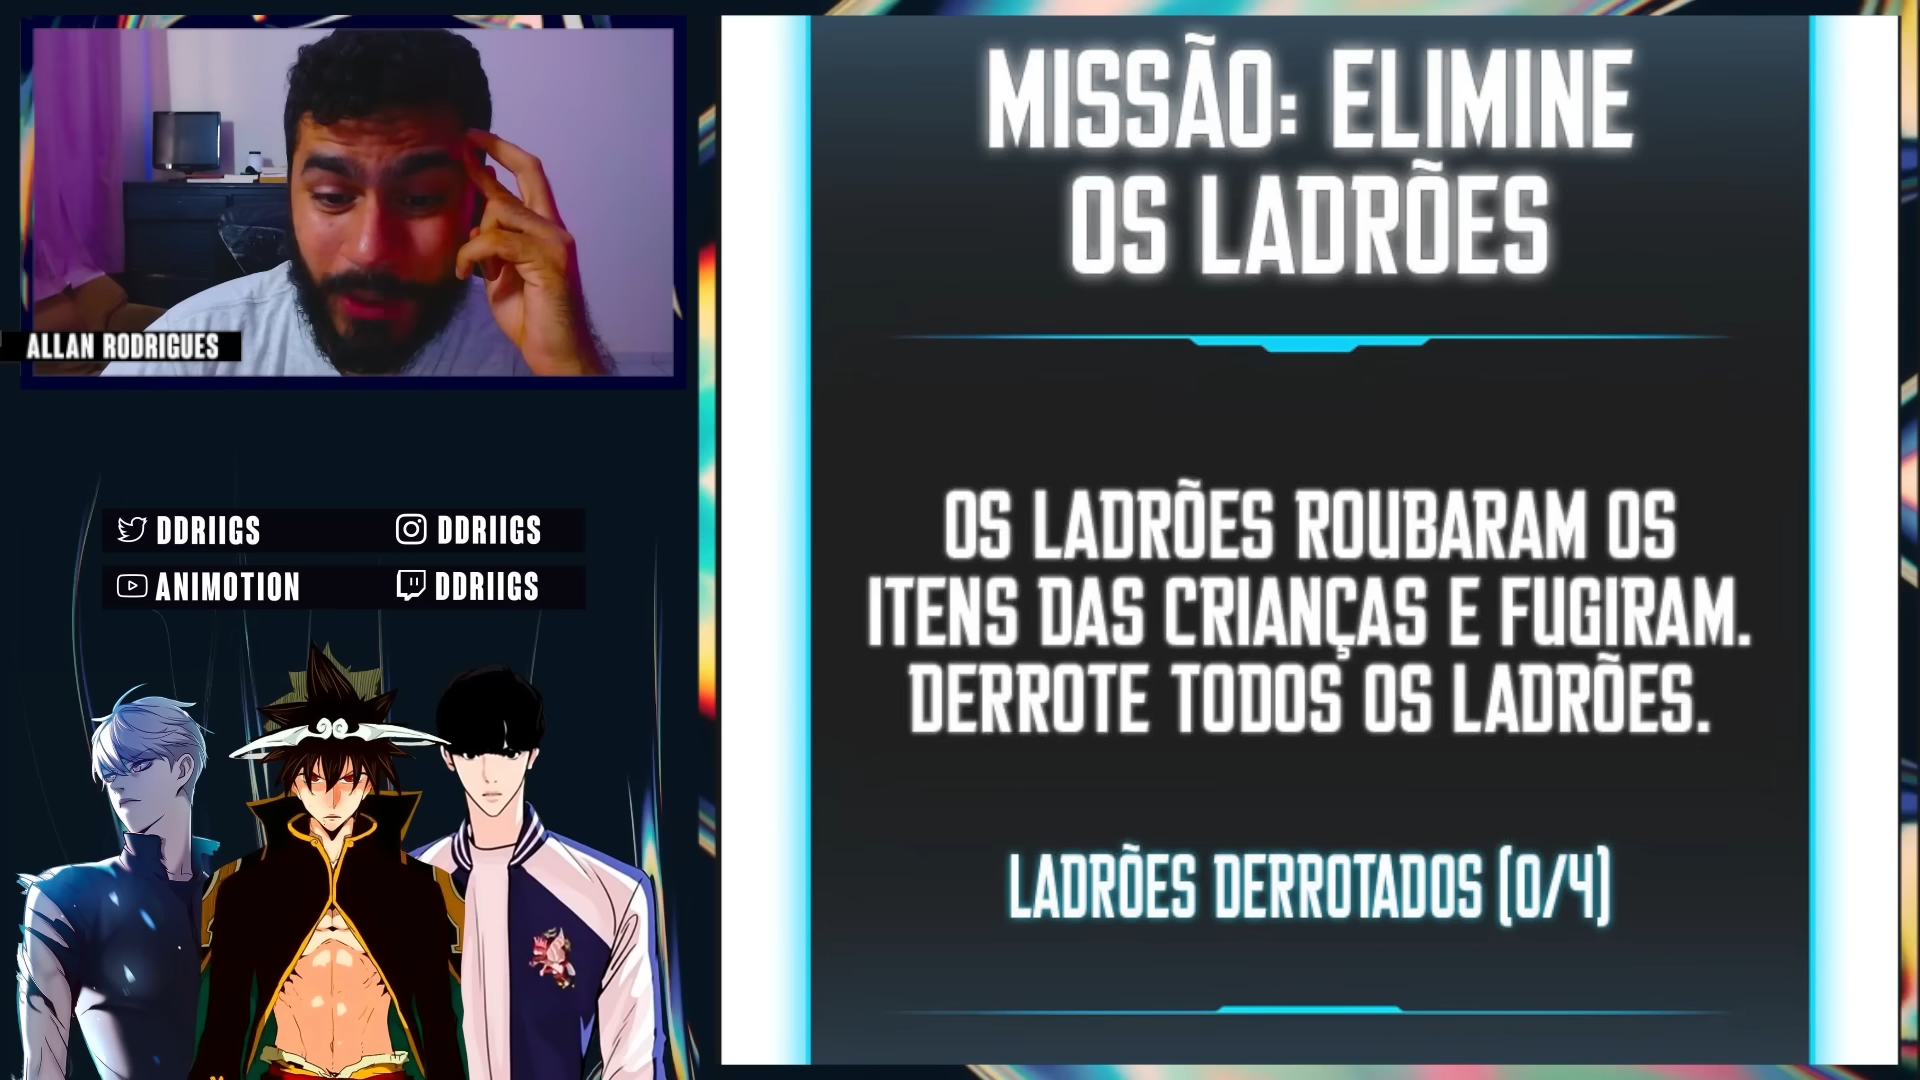 ALLAN RODRIGUES
DDRIIGS
DDRIIGS
ANIMOTION
DDRIIGS
MISSÃO: ELIMINE
OS LADRÕES
OS LADRÕES ROUBARAM OS
ITENS DAS CRIANÇAS E FUGIRAM.
DERROTE TODOS OS LADRÕES.
LADRÕES DERROTADOS (0/4)